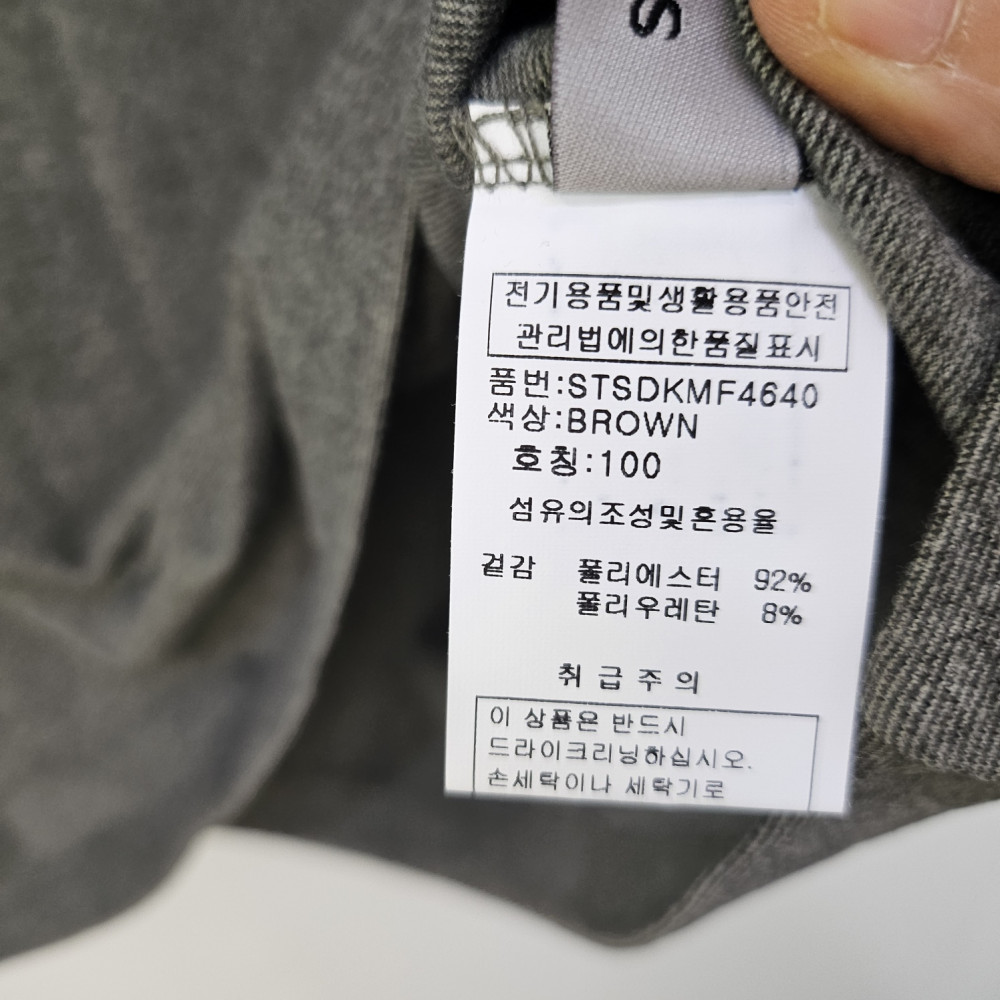 S
전기용품및생활용품안전
관리법에의한품질표시
품번:STSDKMF4640
색상:BROWN
호칭:100
섬유의조성및혼용율
겉감 폴리에스터 92%
폴리우레탄 8%
취급주의
이 상품은 반드시
드라이크리닝하십시오.
손세탁이나 세탁기로